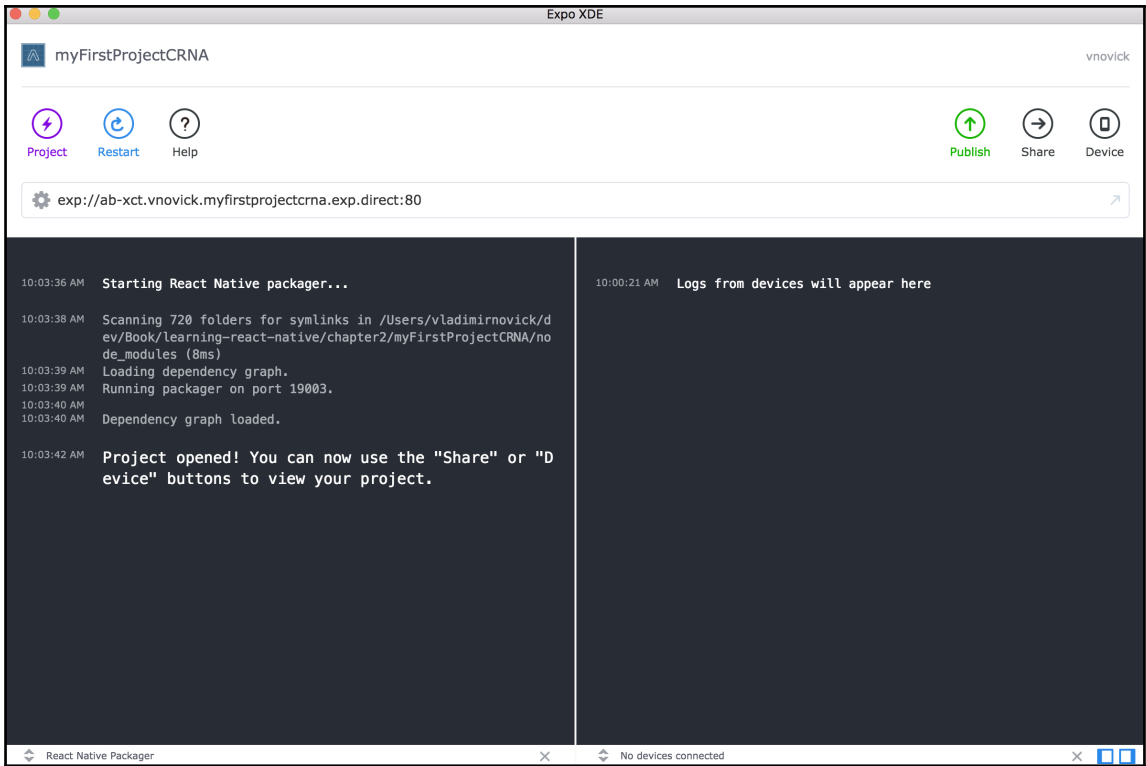 Expo XDE
myFirstProjectCRNA
vnovick
Project
Restart
Help
Publish
Share
Device
exp://ab-xct.vnovick.myfirstprojectcrna.exp.direct:80
10:03:36 AM Starting React Native packager...
10:03:38 AM Scanning 720 folders for symlinks in /Users/vladimirnovick/d
ev/Book/learning-react-native/chapter2/myFirstProjectCRNA/no
de_modules (8ms)
10:03:39 AM Loading dependency graph.
10:03:39 AM Running packager on port 19003.
10:03:40 AM
10:03:40 AM Dependency graph loaded.
10:03:42 AM Project opened! You can now use the "Share" or "D
evice" buttons to view your project.
10:00:21 AM Logs from devices will appear here
React Native Packager
No devices connected